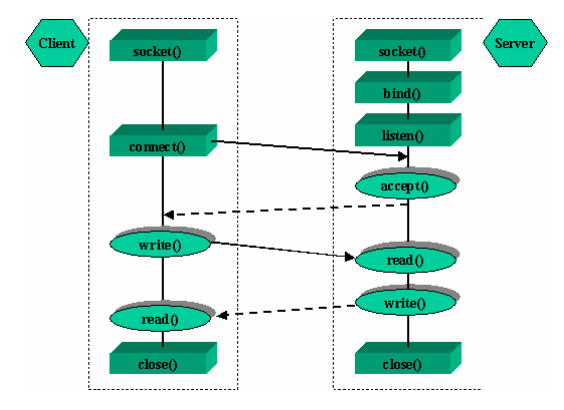 Client
socket()
connect()
write()
read()
close()
Server
socket()
bind()
listen()
accept()
read()
write()
close()